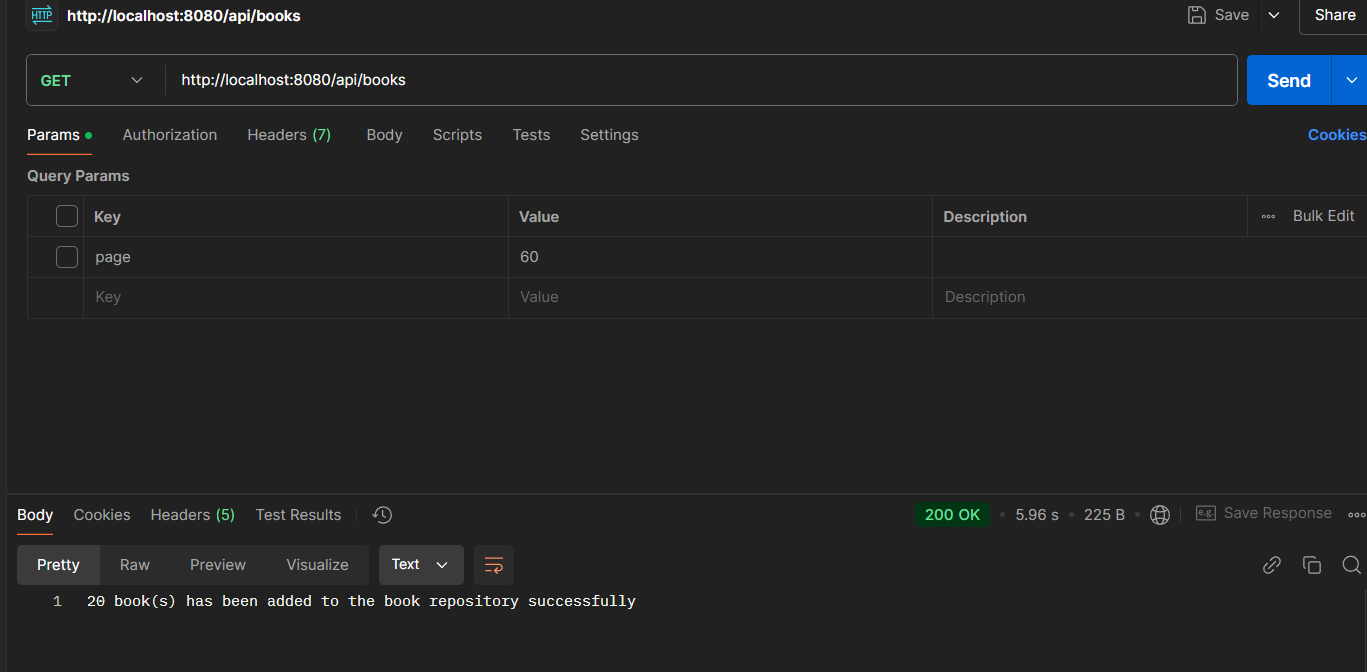 HTTP http://localhost:8080/api/books Save Share
GET http://localhost:8080/api/books Send
Params Authorization Headers (7) Body Scripts Tests Settings Cookies
Query Params
Key Value Description Bulk Edit
page 60
Key Value Description
Body Cookies Headers (5) Test Results 200 OK 5.96 s 225 B e.g. Save Response
Pretty Raw Preview Visualize Text
1 20 book(s) has been added to the book repository successfully